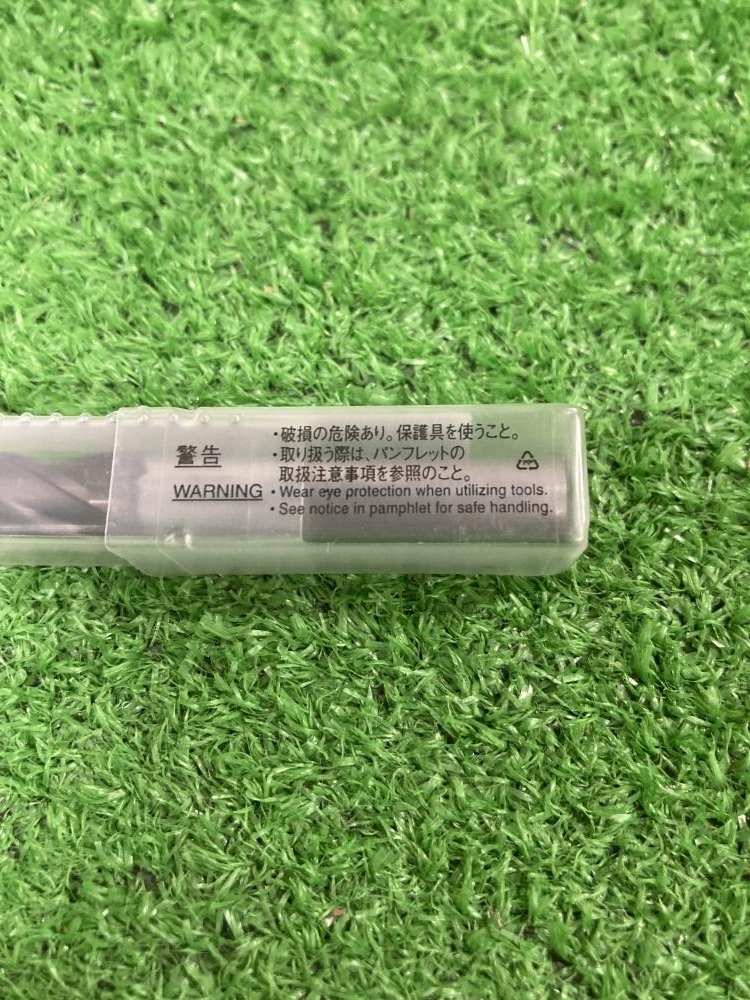 警告
・破損の危険あり。保護具を使うこと。
・取り扱う際は、パンフレットの
取扱注意事項を参照のこと。
WARNING
・Wear eye protection when utilizing tools.
・See notice in pamphlet for safe handling.